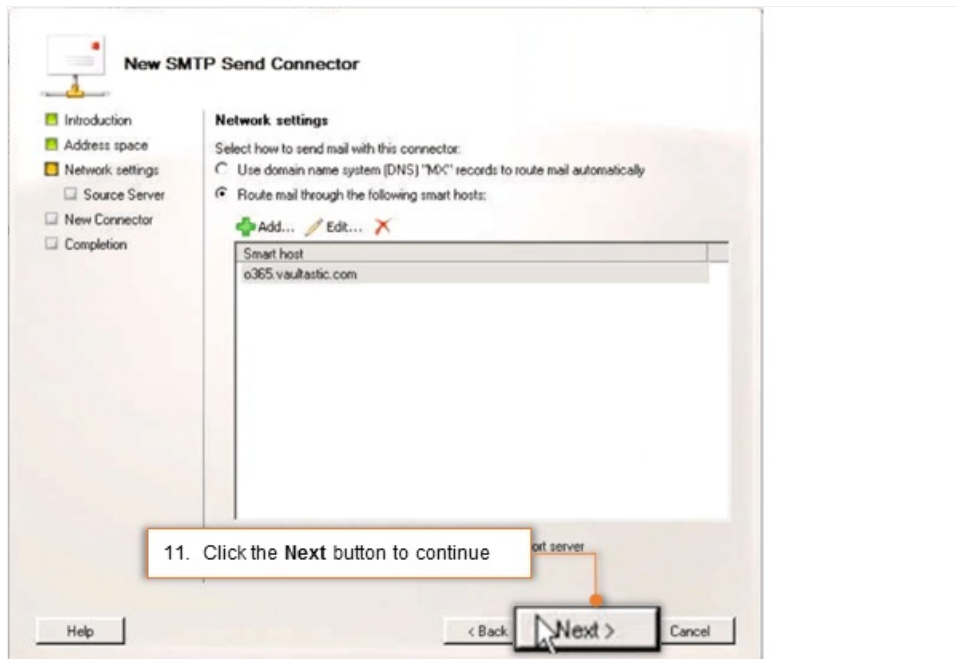 New SMTP Send Connector
Introduction
Address space
Network settings
Source Server
New Connector
Completion
Network settings
Select how to send mail with this connector:
Use domain name system (DNS) "MX" records to route mail automatically
Route mail through the following smart hosts:
Add... Edit...
Smart host
o365.vaultastic.com
server
11. Click the Next button to continue
Help
< Back
Next >
Cancel